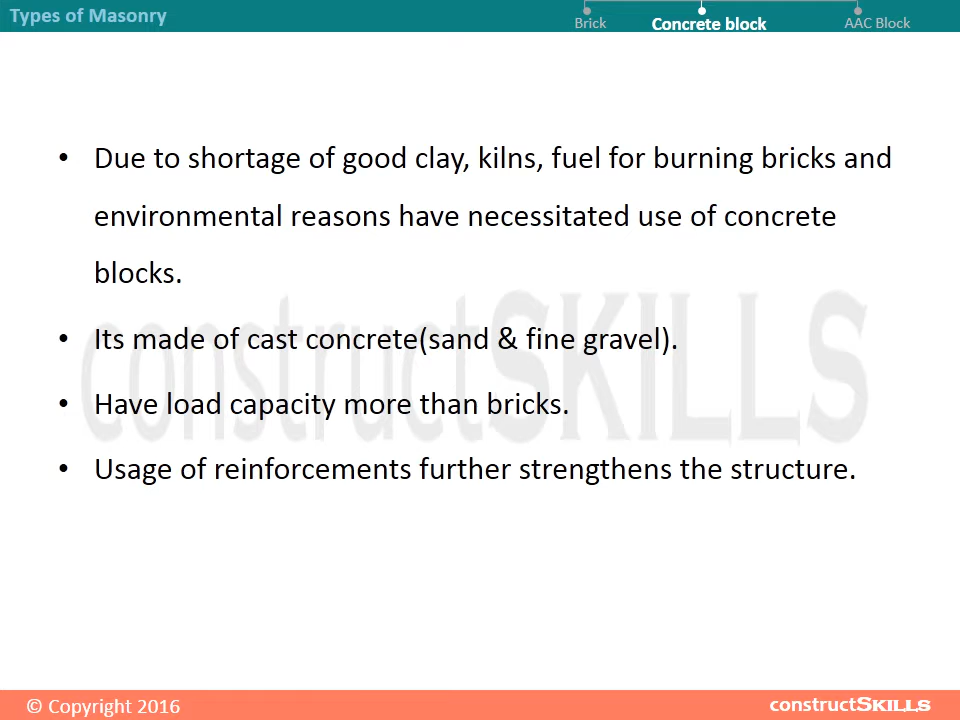 Types of Masonry
Brick
Concrete block
AAC Block
• Due to shortage of good clay, kilns, fuel for burning bricks and
environmental reasons have necessitated use of concrete
blocks.
• Its made of cast concrete(sand & fine gravel).
• Have load capacity more than bricks.
• Usage of reinforcements further strengthens the structure.
constructSKILLS
© Copyright 2016
constructSKILLS